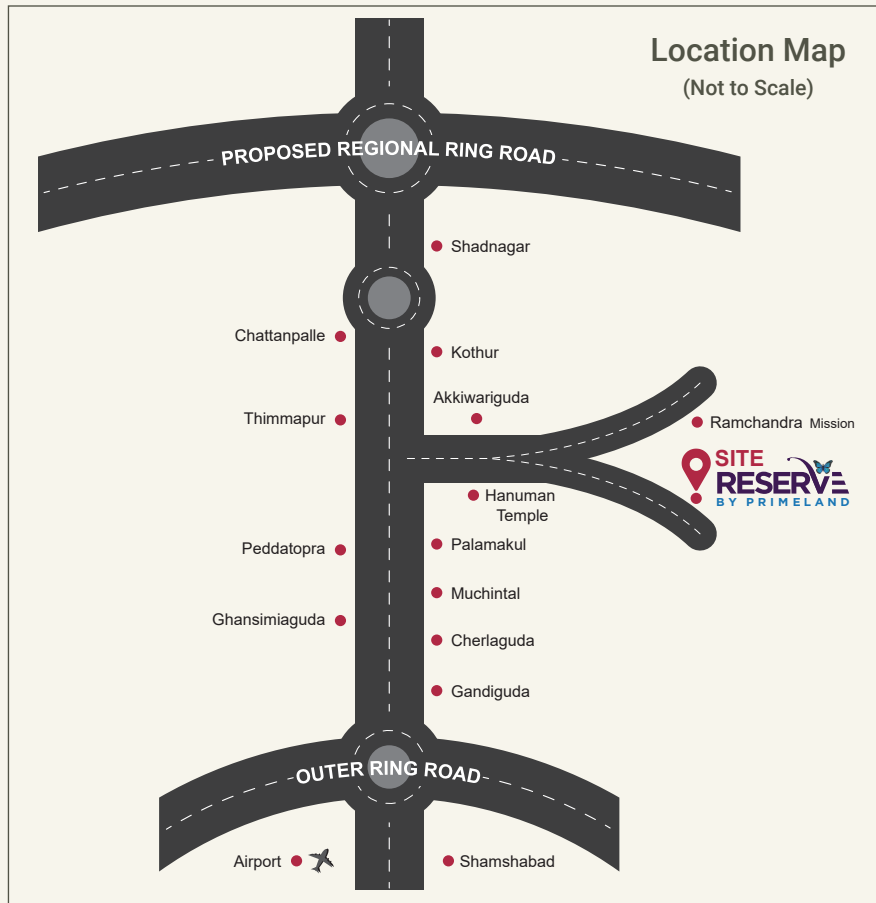 Location Map
(Not to Scale)
PROPOSED REGIONAL RING ROAD
Shadnagar
Chattanpalle
Kothur
Akkiwariguda
Thimmapur
Ramchandra Mission
SITE
RESERVE
BY PRIMELAND
Hanuman
Temple
Peddatopra
Palamakul
Muchintal
Ghansimiaguda
Cherlaguda
Gandiguda
OUTER RING ROAD
Airport
Shamshabad